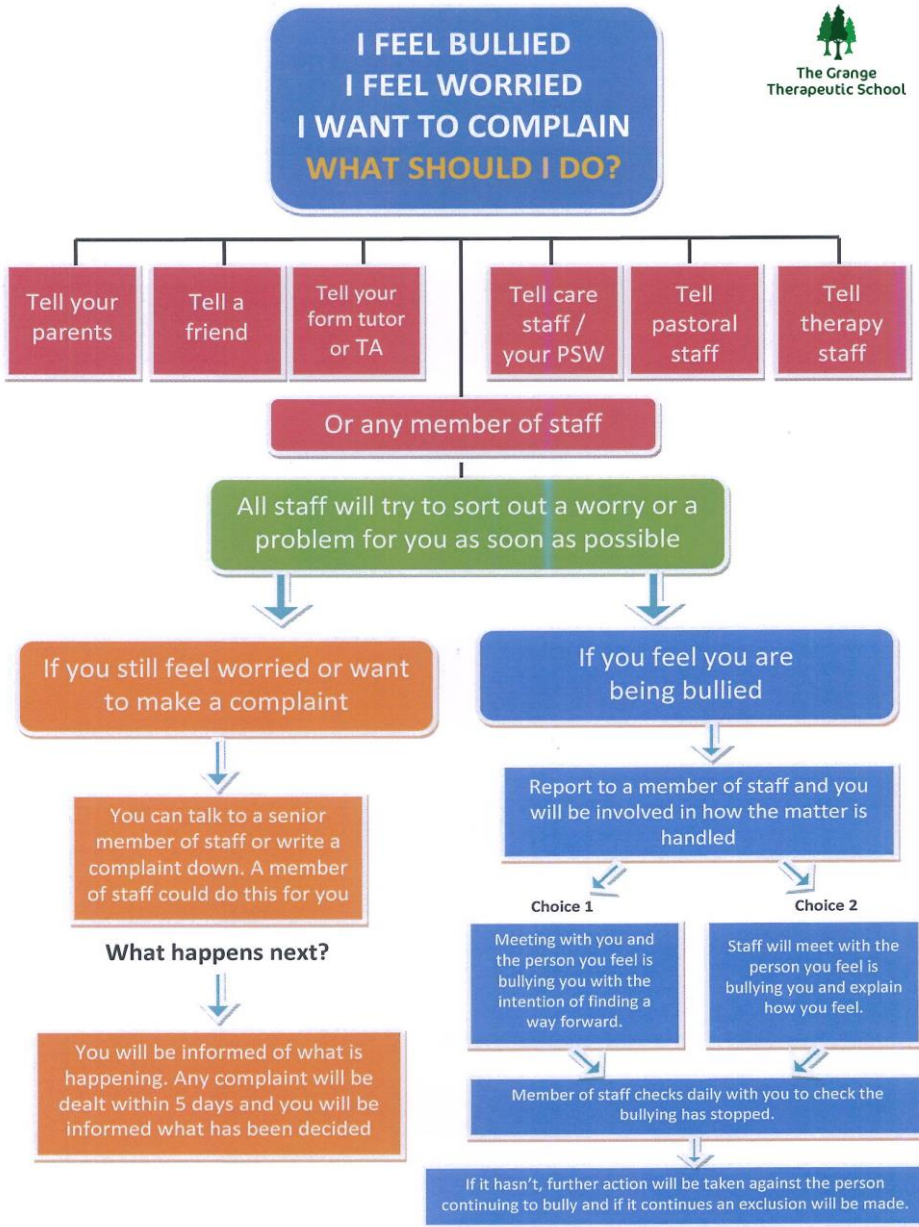 I FEEL BULLIED
I FEEL WORRIED
I WANT TO COMPLAIN
WHAT SHOULD I DO?
The Grange
Therapeutic School
Tell your
parents
Tell a
friend
Tell your
form tutor
or TA
Tell care
staff /
your PSW
Tell
pastoral
staff
Tell
therapy
staff
Or any member of staff
All staff will try to sort out a worry or a
problem for you as soon as possible
If you still feel worried or want
to make a complaint
You can talk to a senior
member of staff or write a
complaint down. A member
of staff could do this for you
What happens next?
You will be informed of what is
happening. Any complaint will be
dealt within 5 days and you will be
informed what has been decided
If you feel you are
being bullied
Report to a member of staff and you
will be involved in how the matter is
handled
Choice 1
Meeting with you and
the person you feel is
bullying you with the
intention of finding a
way forward.
Choice 2
Staff will meet with the
person you feel is
bullying you and explain
how you feel.
Member of staff checks daily with you to check the
bullying has stopped.
If it hasn't, further action will be taken against the person
continuing to bully and if it continues an exclusion will be made.